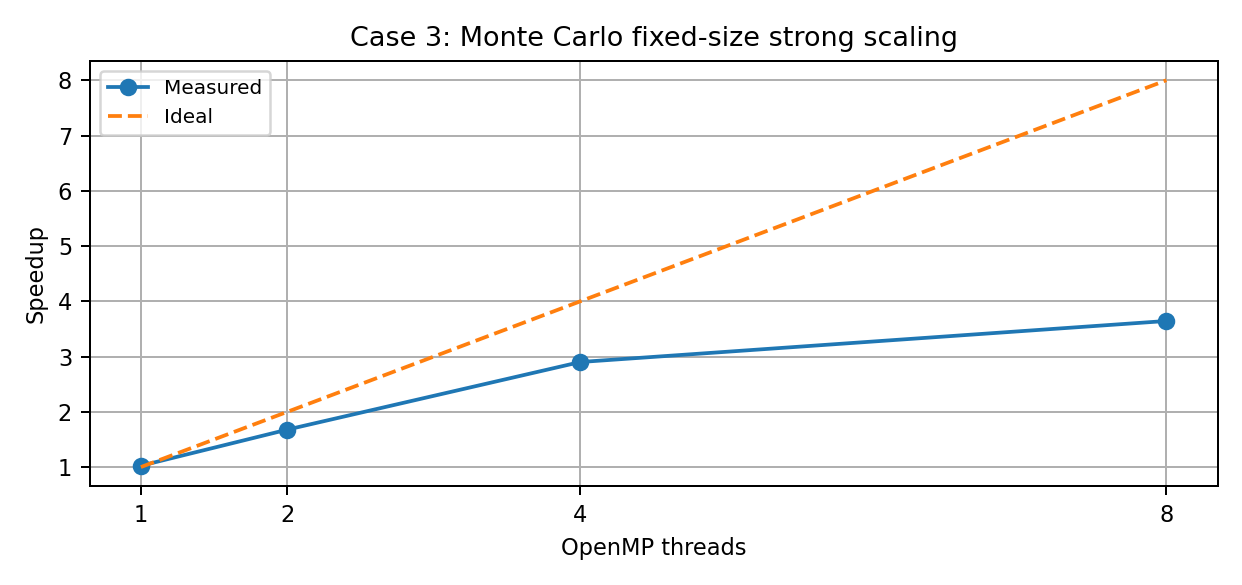 Case 3: Monte Carlo fixed-size strong scaling
Measured
Ideal
8
7
6
5
4
3
2
1
Speedup
1 2 4 8
OpenMP threads